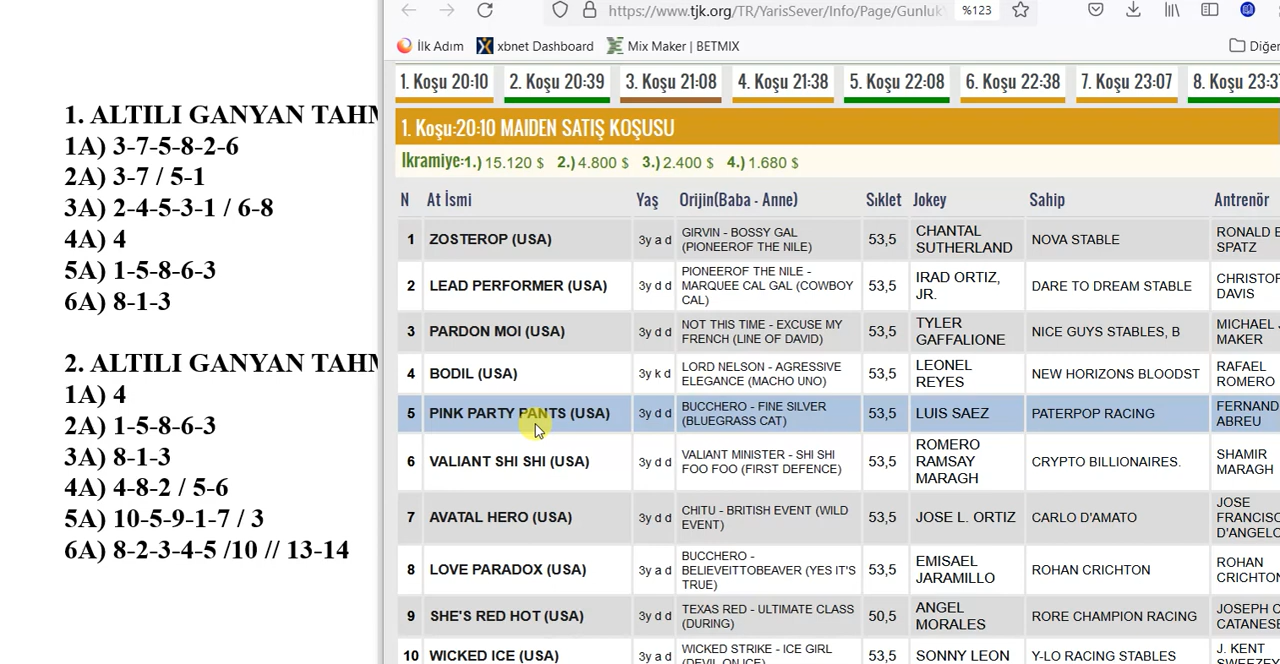 1. ALTILI GANYAN
1A) 3-7-5-8-2-6
2A) 3-7 / 5-1
3A) 2-4-5-3-1 / 6-8
4A) 4
5A) 1-5-8-6-3
6A) 8-1-3
2. ALTILI GANYAN
1A) 4
2A) 1-5-8-6-3
3A) 8-1-3
4A) 4-8-2 / 5-6
5A) 10-5-9-1-7 / 3
6A) 8-2-3-4-5 /10 // 13-14
https://www.tjk.org/TR/YarisSever/Info/Page/Gunluk %123
İlk Adım xbnet Dashboard Mix Maker | BETMIX Diğer
1. Koşu 20:10 2. Koşu 20:39 3. Koşu 21:08 4. Koşu 21:38 5. Koşu 22:08 6. Koşu 22:38 7. Koşu 23:07 8. Koşu 23:3
1. Koşu:20:10 MAIDEN SATIŞ KOŞUSU
İkramiye:1.) 15.120 $ 2.) 4.800 $ 3.) 2.400 $ 4.) 1.680 $
N At İsmi Yaş Orijin(Baba - Anne) Sıklet Jokey Sahip Antrenör
1 ZOSTEROP (USA) 3y a d GIRVIN - BOSSY GAL (PIONEEROF THE NILE) 53,5 CHANTAL SUTHERLAND NOVA STABLE RONALD B SPATZ
2 LEAD PERFORMER (USA) 3y d d PIONEEROF THE NILE - MARQUEE CAL GAL (COWBOY CAL) 53,5 IRAD ORTIZ, JR. DARE TO DREAM STABLE CHRISTOP DAVIS
3 PARDON MOI (USA) 3y d d NOT THIS TIME - EXCUSE MY FRENCH (LINE OF DAVID) 53,5 TYLER GAFFALIONE NICE GUYS STABLES, B MICHAEL MAKER
4 BODIL (USA) 3y k d LORD NELSON - AGRESSIVE ELEGANCE (MACHO UNO) 53,5 LEONEL REYES NEW HORIZONS BLOODST RAFAEL ROMERO
5 PINK PARTY PANTS (USA) 3y d d BUCCHERO - FINE SILVER (BLUEGRASS CAT) 53,5 LUIS SAEZ PATERPOP RACING FERNAND ABREU
6 VALIANT SHI SHI (USA) 3y d d VALIANT MINISTER - SHI SHI FOO FOO (FIRST DEFENCE) 53,5 ROMERO RAMSAY MARAGH CRYPTO BILLIONAIRES. SHAMIR MARAGH
7 AVATAL HERO (USA) 3y d d CHITU - BRITISH EVENT (WILD EVENT) 53,5 JOSE L. ORTIZ CARLO D'AMATO JOSE FRANCISC D'ANGELO
8 LOVE PARADOX (USA) 3y a d BUCCHERO - BELIEVEITTOBEAVER (YES IT'S TRUE) 53,5 EMISAEL JARAMILLO ROHAN CRICHTON ROHAN CRICHTON
9 SHE'S RED HOT (USA) 3y d d TEXAS RED - ULTIMATE CLASS (DURING) 50,5 ANGEL MORALES RORE CHAMPION RACING JOSEPH C CATANESE
10 WICKED ICE (USA) 3y a d WICKED STRIKE - ICE GIRL (DEVIL ON ICE) 53,5 SONNY LEON Y-LO RACING STABLES J. KENT